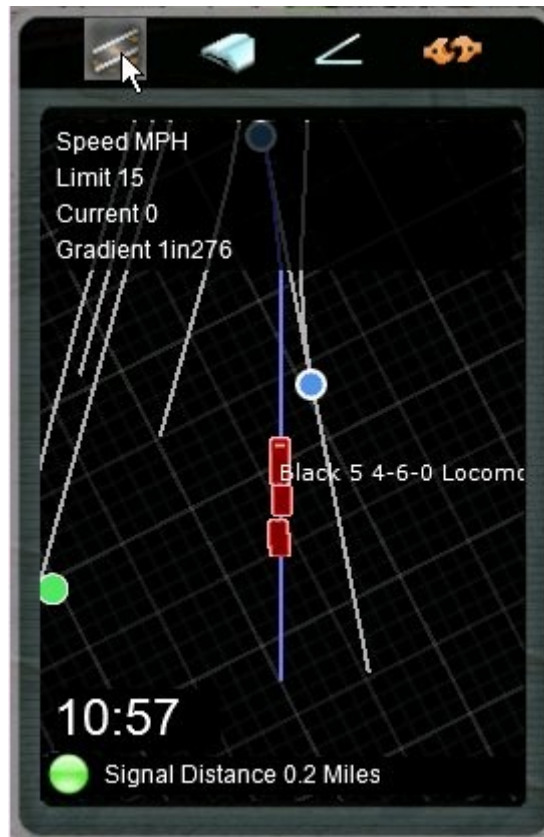 Speed MPH
Limit 15
Current 0
Gradient 1in276
Black 5 4-6-0 Locomo
10:57
Signal Distance 0.2 Miles